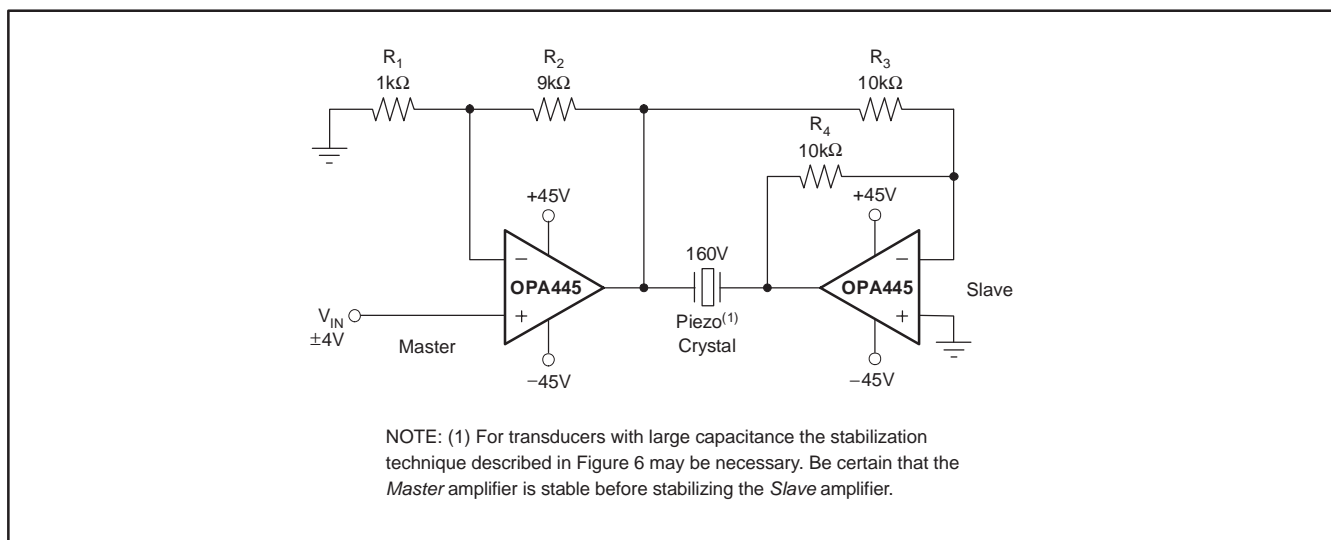 R1
1kΩ
R2
9kΩ
R3
10kΩ
R4
10kΩ
+45V
+45V
160V
−
OPA445
+
−
OPA445
+
Slave
VIN
±4V
Master
Piezo(1)
Crystal
−45V
−45V
NOTE: (1) For transducers with large capacitance the stabilization
technique described in Figure 6 may be necessary. Be certain that the
Master amplifier is stable before stabilizing the Slave amplifier.